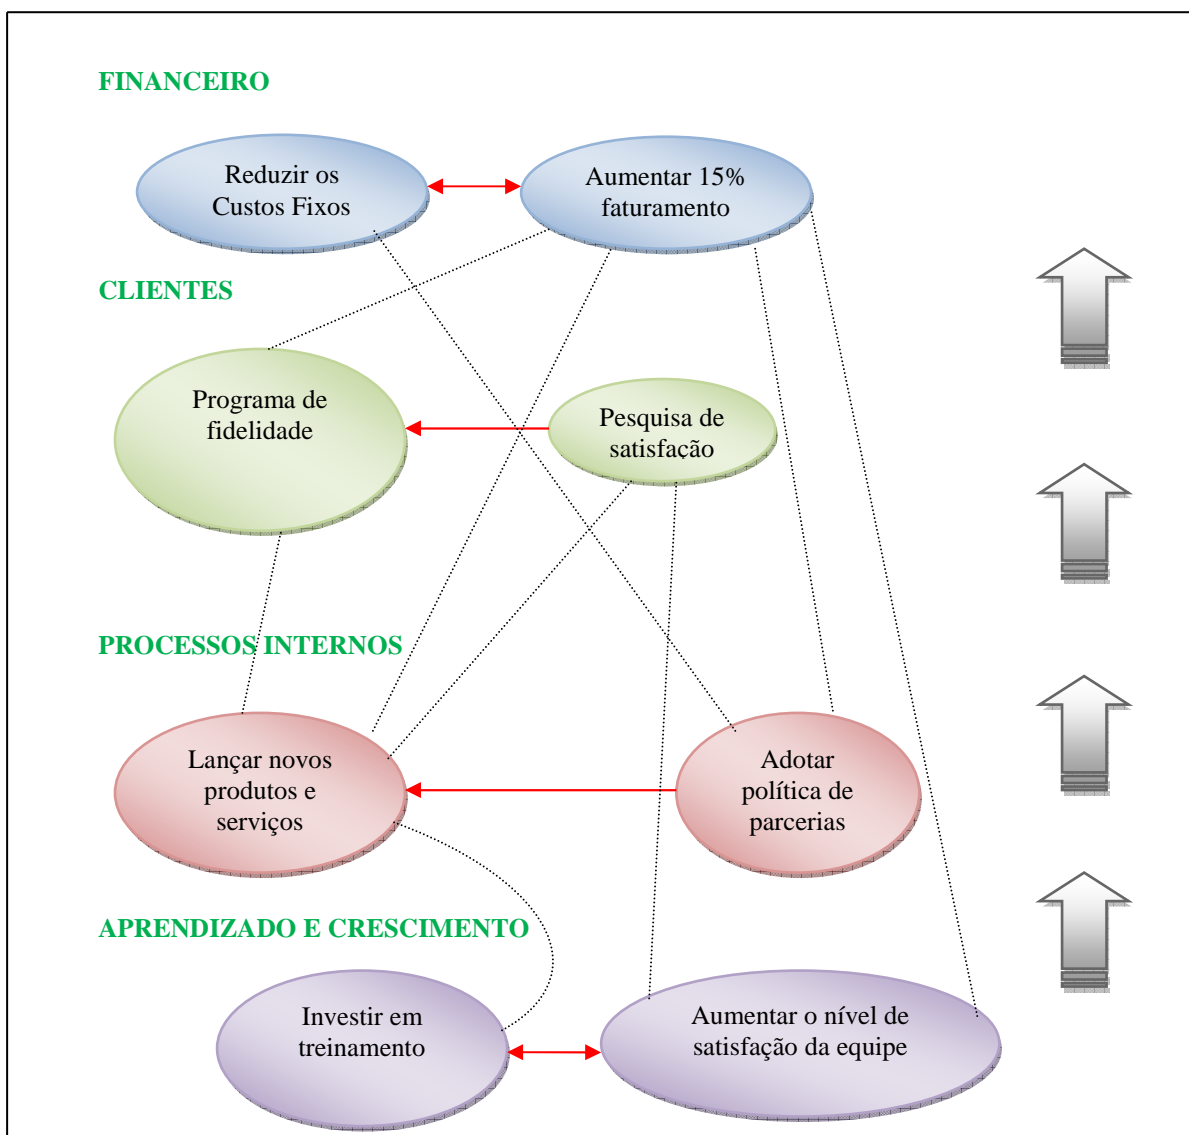 FINANCEIRO
Reduzir os
Custos Fixos
Aumentar 15%
faturamento
CLIENTES
Programa de
fidelidade
Pesquisa de
satisfação
PROCESSOS INTERNOS
Lançar novos
produtos e
serviços
Adotar
política de
parcerias
APRENDIZADO E CRESCIMENTO
Investir em
treinamento
Aumentar o nível de
satisfação da equipe